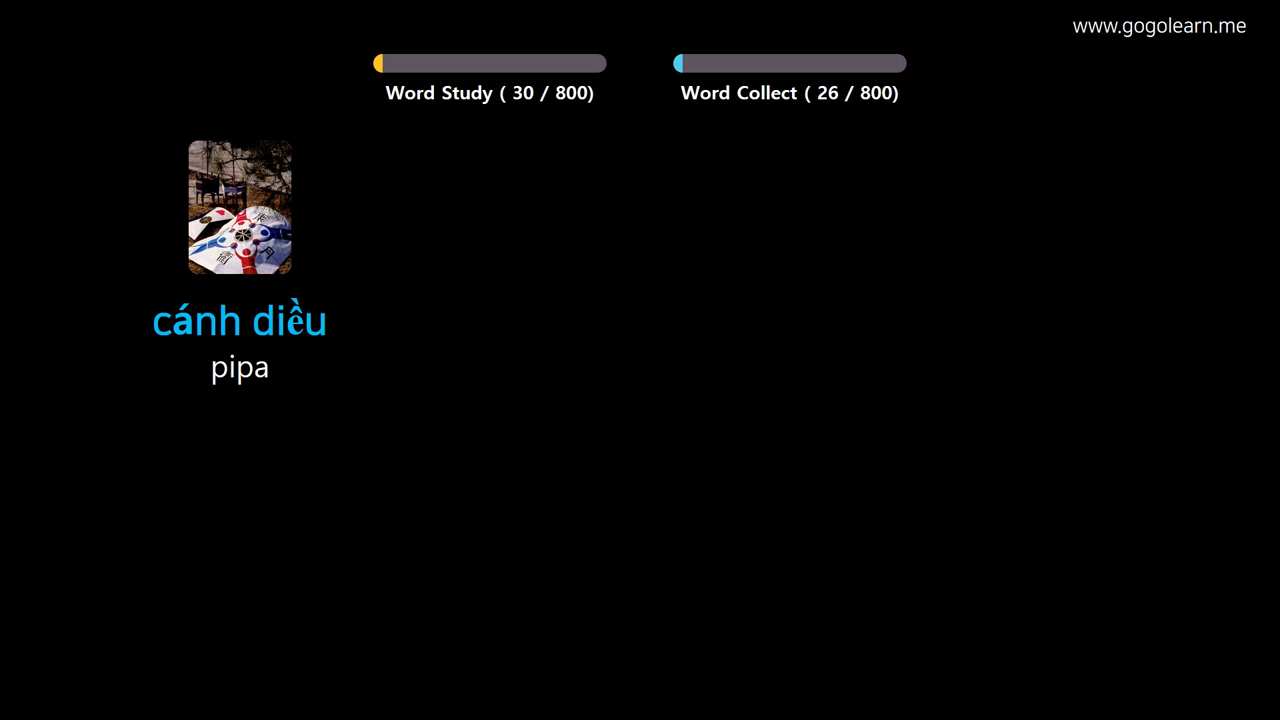 www.gogolearn.me
Word Study ( 30 / 800)
Word Collect ( 26 / 800)
cánh diều
pipa